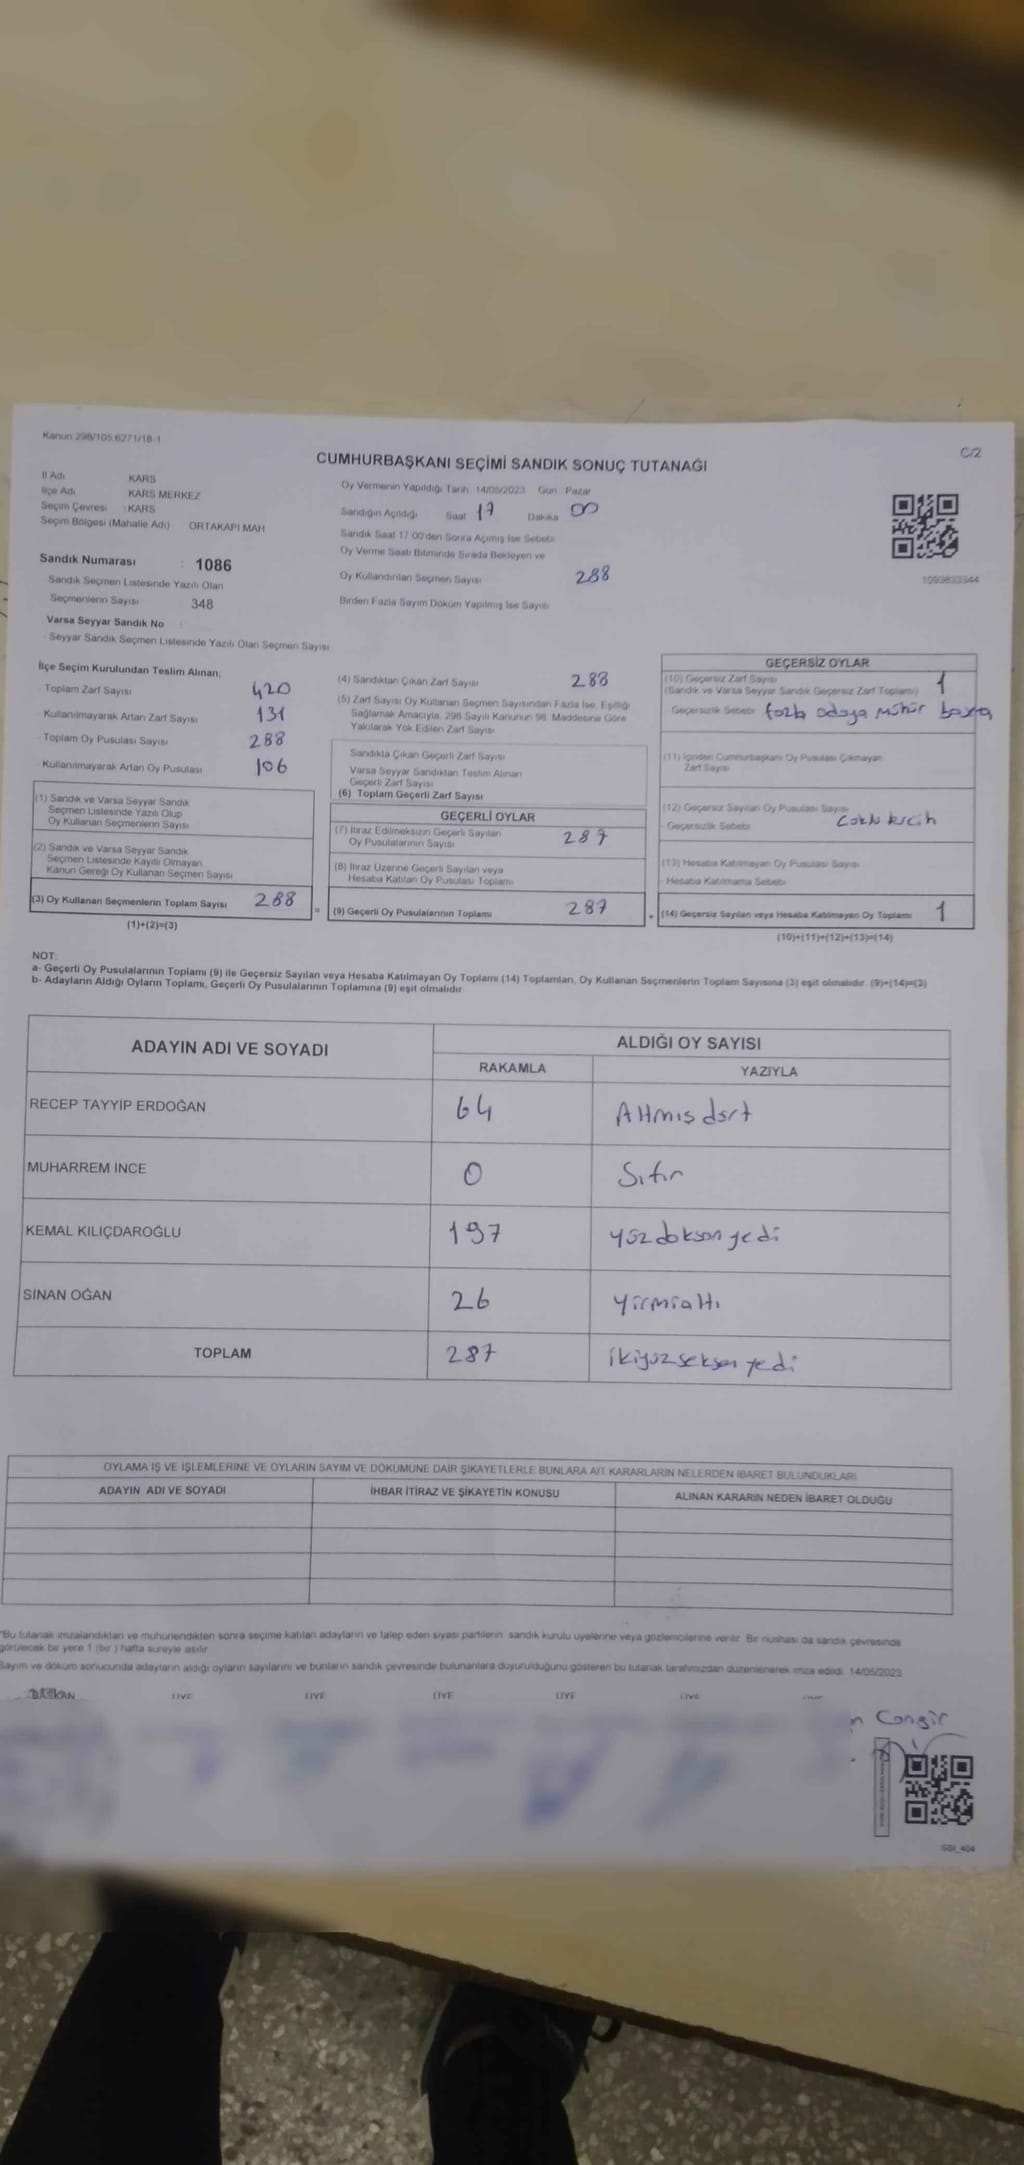 Kanun 298/105 6271/18-1
C/2
CUMHURBAŞKANI SEÇİMİ SANDIK SONUÇ TUTANAĞI
İl Adı KARS
İlçe Adı KARS MERKEZ
Seçim Çevresi : KARS
Seçim Bölgesi (Mahalle Adı) ORTAKAPI MAH
Oy Vermenin Yapıldığı Tarih 14/05/2023 Gün Pazar
Sandığın Açıldığı Saat 17 Dakika 00
Sandık Saat 17 00'den Sonra Açılmış İse Sebebi
Oy Verme Saati Bitiminde Sırada Bekleyen ve
Oy Kullandırılan Seçmen Sayısı 288
Birden Fazla Sayım Döküm Yapılmış İse Sayısı
1093833344
Sandık Numarası : 1086
Sandık Seçmen Listesinde Yazılı Olan
Seçmenlerin Sayısı 348
Varsa Seyyar Sandık No :
Seyyar Sandık Seçmen Listesinde Yazılı Olan Seçmen Sayısı
İlçe Seçim Kurulundan Teslim Alınan;
Toplam Zarf Sayısı 420
Kullanılmayarak Artan Zarf Sayısı 131
Toplam Oy Pusulası Sayısı 288
Kullanılmayarak Artan Oy Pusulası 106
(1) Sandık ve Varsa Seyyar Sandık
Seçmen Listesinde Yazılı Olup
Oy Kullanan Seçmenlerin Sayısı
(2) Sandık ve Varsa Seyyar Sandık
Seçmen Listesinde Kayıtlı Olmayan
Kanun Gereği Oy Kullanan Seçmen Sayısı
(3) Oy Kullanan Seçmenlerin Toplam Sayısı 288
(1)+(2)=(3)
(4) Sandıktan Çıkan Zarf Sayısı 288
(5) Zarf Sayısı Oy Kullanan Seçmen Sayısından Fazla İse, Eşitliği
Sağlamak Amacıyla, 298 Sayılı Kanunun 98. Maddesine Göre
Yakılarak Yok Edilen Zarf Sayısı
Sandıkta Çıkan Geçerli Zarf Sayısı
Varsa Seyyar Sandıktan Teslim Alınan
Geçerli Zarf Sayısı
(6) Toplam Geçerli Zarf Sayısı
GEÇERLİ OYLAR
(7) İtiraz Edilmeksizin Geçerli Sayılan
Oy Pusulalarının Sayısı 287
(8) İtiraz Üzerine Geçerli Sayılan veya
Hesaba Katılan Oy Pusulası Toplamı
= (9) Geçerli Oy Pusulalarının Toplamı 287
GEÇERSİZ OYLAR
(10) Geçersiz Zarf Sayısı 1
(Sandık ve Varsa Seyyar Sandık Geçersiz Zarf Toplamı)
- Geçersizlik Sebebi fazla adaya mühür basma
(11) İçinden Cumhurbaşkanı Oy Pusulası Çıkmayan
Zarf Sayısı
(12) Geçersiz Sayılan Oy Pusulası Sayısı
- Geçersizlik Sebebi
(13) Hesaba Katılmayan Oy Pusulası Sayısı
- Hesaba Katılmama Sebebi
+ (14) Geçersiz Sayılan veya Hesaba Katılmayan Oy Toplamı 1
(10)+(11)+(12)+(13)=(14)
NOT:
a- Geçerli Oy Pusulalarının Toplamı (9) ile Geçersiz Sayılan veya Hesaba Katılmayan Oy Toplamı (14) Toplamları, Oy Kullanan Seçmenlerin Toplam Sayısına (3) eşit olmalıdır. (9)+(14)=(3)
b- Adayların Aldığı Oyların Toplamı, Geçerli Oy Pusulalarının Toplamına (9) eşit olmalıdır
ADAYIN ADI VE SOYADI
ALDIĞI OY SAYISI
RAKAMLA YAZIYLA
RECEP TAYYİP ERDOĞAN 64 Altmış dört
MUHARREM İNCE 0 Sıfır
KEMAL KILIÇDAROĞLU 197 yüz doksan yedi
SİNAN OĞAN 26 yirmialtı
TOPLAM 287 ikiyüz seksen yedi
OYLAMA İŞ VE İŞLEMLERİNE VE OYLARIN SAYIM VE DÖKÜMÜNE DAİR ŞİKAYETLERLE BUNLARA AİT KARARLARIN NELERDEN İBARET BULUNDUKLARI
ADAYIN ADI VE SOYADI İHBAR İTİRAZ VE ŞİKAYETİN KONUSU ALINAN KARARIN NEDEN İBARET OLDUĞU
*Bu tutanak imzalandıktan ve mühürlendikten sonra seçime katılan adayların ve talep eden siyasi partilerin sandık kurulu üyelerine veya gözlemcilerine verilir. Bir nüshası da sandık çevresinde
görülecek bir yere 1 (bir ) hafta süreyle asılır
Sayım ve döküm sonucunda adayların aldığı oyların sayılarını ve bunların sandık çevresinde bulunanlara duyurulduğunu gösteren bu tutanak tarafımızdan düzenlenerek imza edildi. 14/05/2023
BAŞKAN ÜYE ÜYE ÜYE ÜYE ÜYE
Cangir